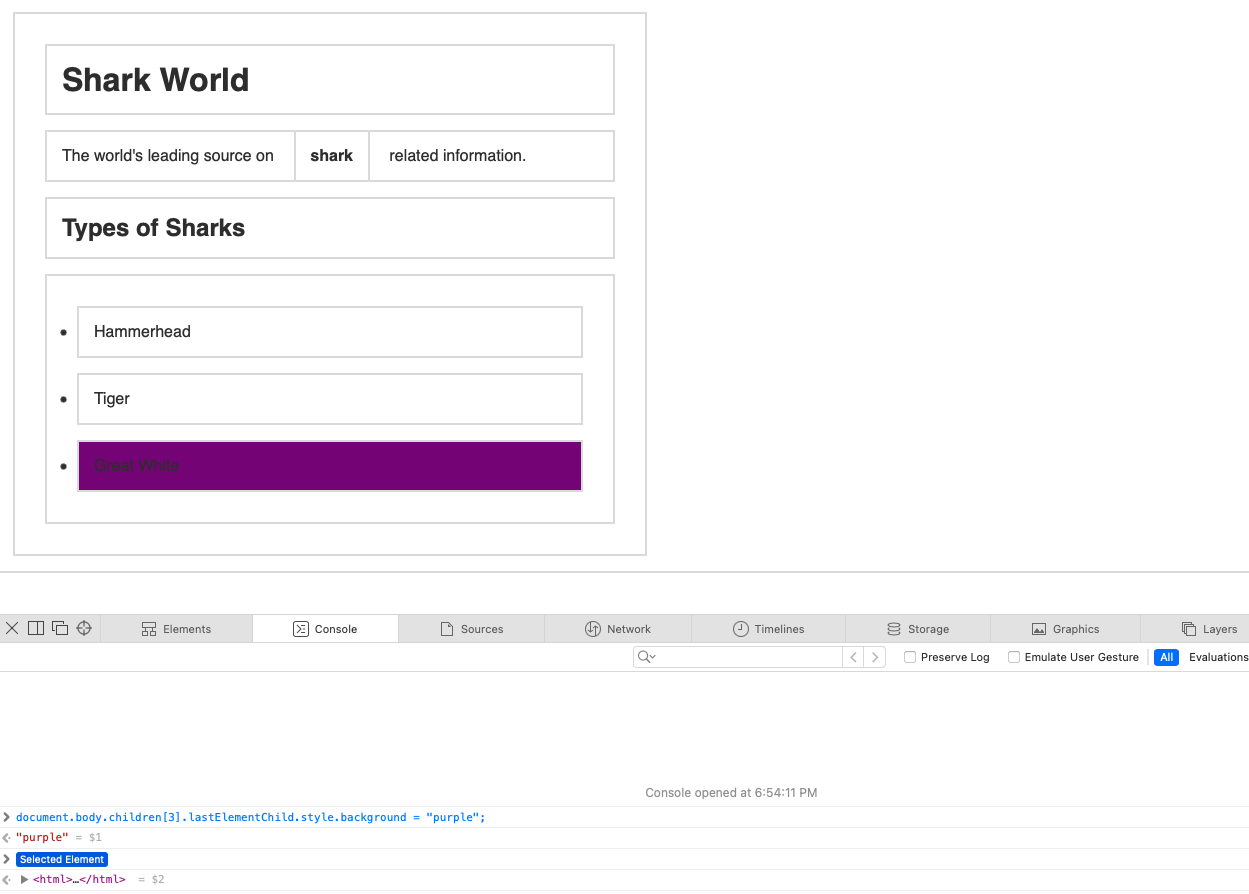 Shark World
The world's leading source on shark related information.
Types of Sharks
• Hammerhead
• Tiger
• Great White
Elements Console Sources Network Timelines Storage Graphics Layers
Preserve Log Emulate User Gesture All Evaluations
Console opened at 6:54:11 PM
document.body.children[3].lastElementChild.style.background = "purple";
"purple" = $1
Selected Element
<html>…</html> = $2